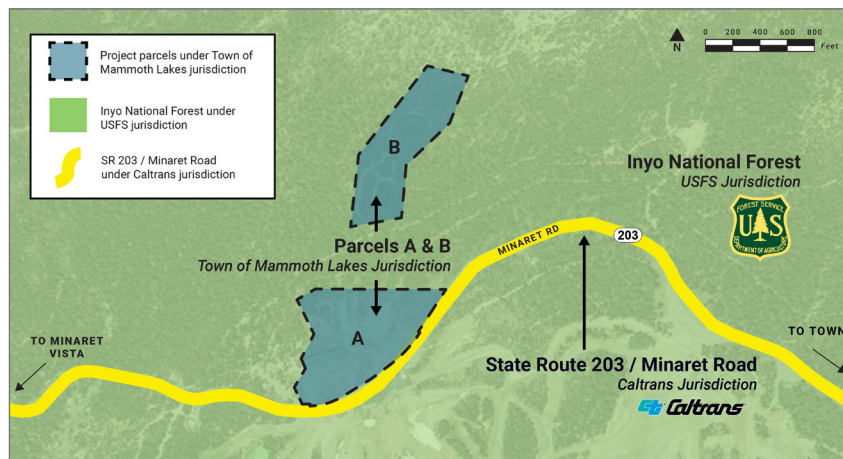 Project parcels under Town of
Mammoth Lakes jurisdiction
Inyo National Forest under
USFS jurisdiction
SR 203 / Minaret Road
under Caltrans jurisdiction
N
0 200 400 600 800
Feet
B
Inyo National Forest
USFS Jurisdiction
FOREST SERVICE
U S
DEPARTMENT OF AGRICULTURE
MINARET RD
203
Parcels A & B
Town of Mammoth Lakes Jurisdiction
A
TO MINARET
VISTA
TO TOWN
State Route 203 / Minaret Road
Caltrans Jurisdiction
ct Caltrans